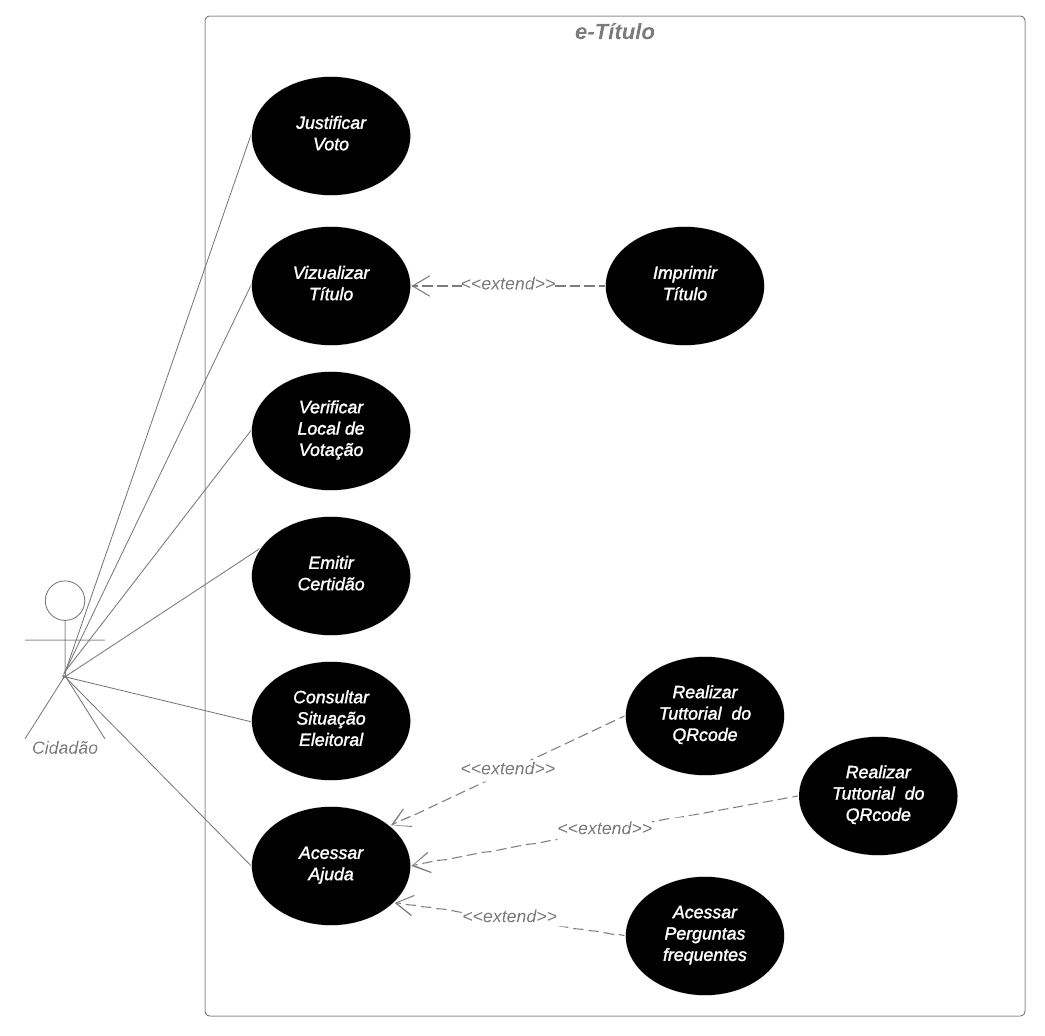 e-Título
Justificar
Voto
Vizualizar
Título
<<extend>>
Imprimir
Título
Verificar
Local de
Votação
Emitir
Certidão
Cidadão
Consultar
Situação
Eleitoral
Realizar
Tuttorial do
QRcode
<<extend>>
Realizar
Tuttorial do
QRcode
<<extend>>
Acessar
Ajuda
<<extend>>
Acessar
Perguntas
frequentes